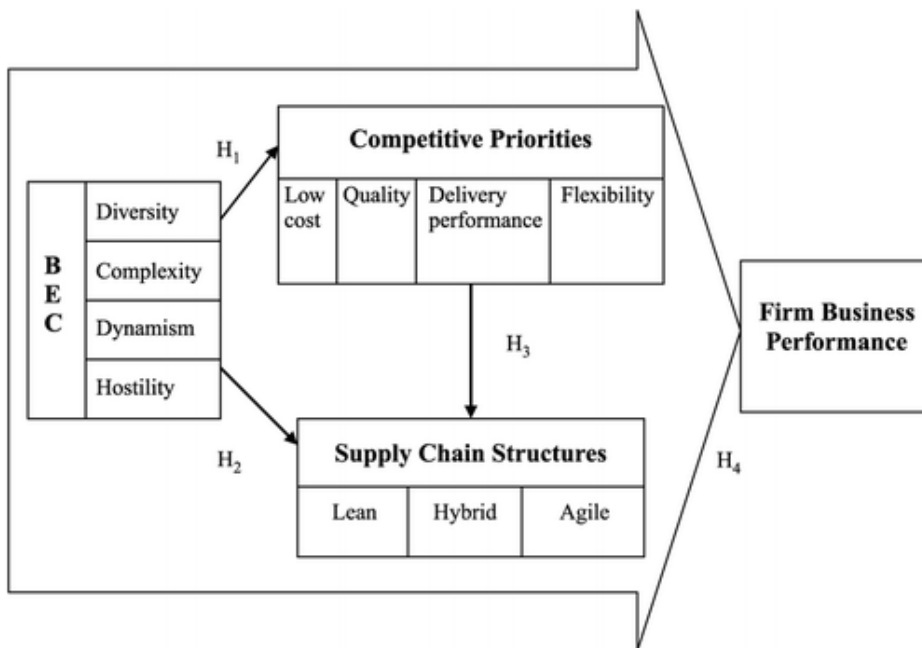 H1
Competitive Priorities
Low
cost
Quality
Delivery
performance
Flexibility
B
E
C
Diversity
Complexity
Dynamism
Hostility
H3
Firm Business
Performance
H2
Supply Chain Structures
Lean
Hybrid
Agile
H4